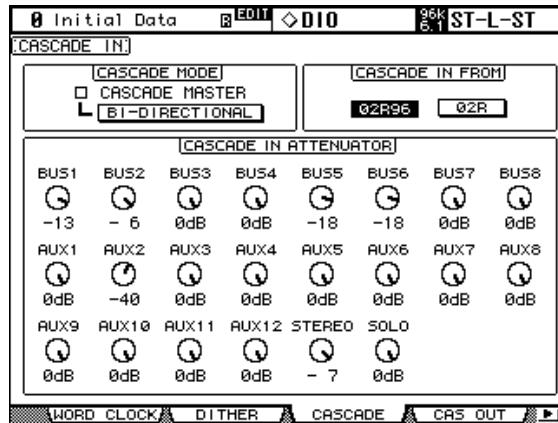 0 Initial Data R EDIT ◇DIO 96k 6.1 ST-L-ST
CASCADE IN
CASCADE MODE CASCADE IN FROM
CASCADE MASTER
BI-DIRECTIONAL 02R96 02R
CASCADE IN ATTENUATOR
BUS1 BUS2 BUS3 BUS4 BUS5 BUS6 BUS7 BUS8
-13 - 6 0dB 0dB -18 -18 0dB 0dB
AUX1 AUX2 AUX3 AUX4 AUX5 AUX6 AUX7 AUX8
0dB -40 0dB 0dB 0dB 0dB 0dB 0dB
AUX9 AUX10 AUX11 AUX12 STEREO SOLO
0dB 0dB 0dB 0dB - 7 0dB
WORD CLOCK DITHER CASCADE CAS OUT